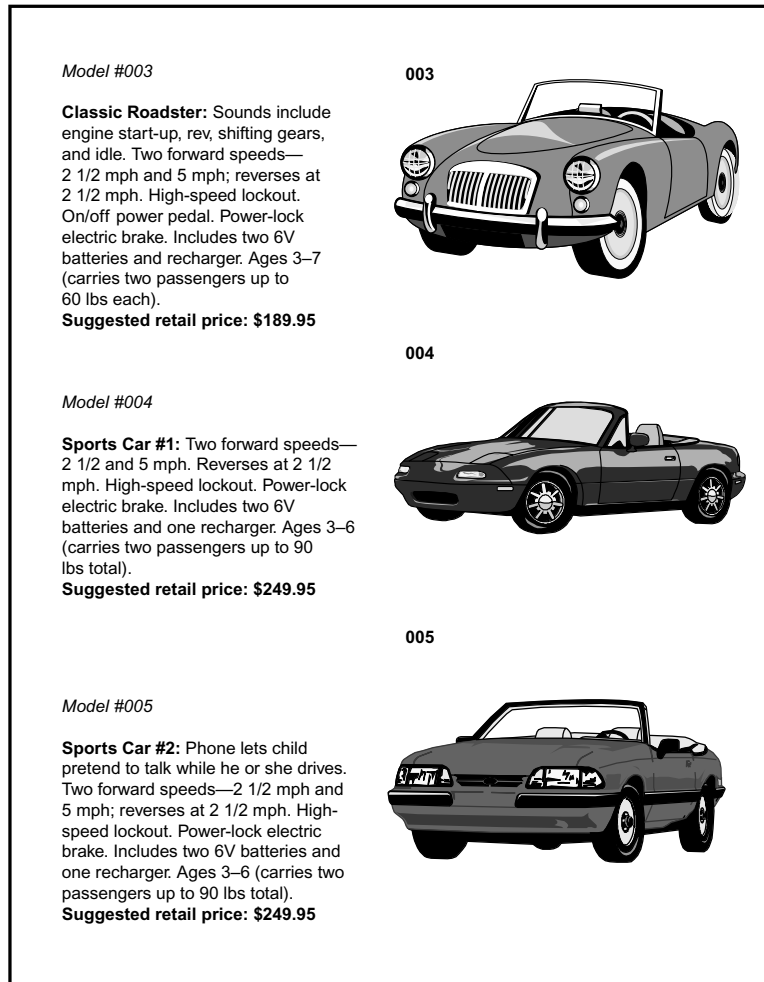 Model #003
003
Classic Roadster: Sounds include
engine start-up, rev, shifting gears,
and idle. Two forward speeds—
2 1/2 mph and 5 mph; reverses at
2 1/2 mph. High-speed lockout.
On/off power pedal. Power-lock
electric brake. Includes two 6V
batteries and recharger. Ages 3–7
(carries two passengers up to
60 lbs each).
Suggested retail price: $189.95
004
Model #004
Sports Car #1: Two forward speeds—
2 1/2 and 5 mph. Reverses at 2 1/2
mph. High-speed lockout. Power-lock
electric brake. Includes two 6V
batteries and one recharger. Ages 3–6
(carries two passengers up to 90
lbs total).
Suggested retail price: $249.95
005
Model #005
Sports Car #2: Phone lets child
pretend to talk while he or she drives.
Two forward speeds—2 1/2 mph and
5 mph; reverses at 2 1/2 mph. High-
speed lockout. Power-lock electric
brake. Includes two 6V batteries and
one recharger. Ages 3–6 (carries two
passengers up to 90 lbs total).
Suggested retail price: $249.95